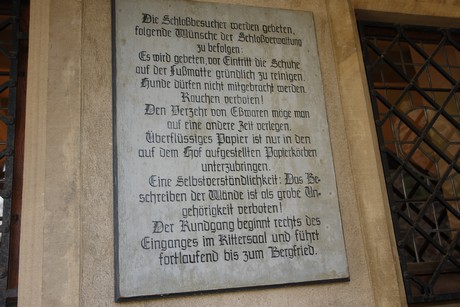 Die Schloßbesucher werden gebeten,
folgende Wünsche der Schloßverwaltung
zu befolgen:
Es wird gebeten, vor Eintritt die Schuhe
auf der Fußmatte gründlich zu reinigen.
Hunde dürfen nicht mitgebracht werden
Rauchen verboten!
Den Verzehr von Eßwaren möge man
auf eine andere Zeit verlegen.
Überflüssiges Papier ist nur in den
auf dem Hof aufgestellten Papierkörben
unterzubringen.
Eine Selbstverständlichkeit: Das Be-
schreiben der Wände ist als grobe Un-
gehörigkeit verboten!
Der Rundgang beginnt rechts des
Einganges im Rittersaal und führt
fortlaufend bis zum Bergfried.